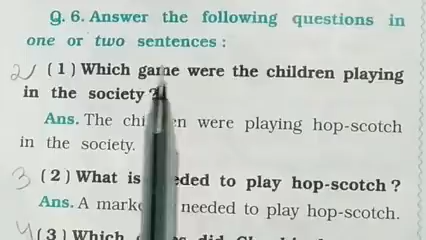 Q. 6. Answer the following questions in
one or two sentences :
2 (1) Which game were the children playing
in the society ?
Ans. The chi n were playing hop-scotch
in the society.
3 (2) What is eded to play hop-scotch ?
Ans. A mark needed to play hop-scotch.
4 (3) Which did